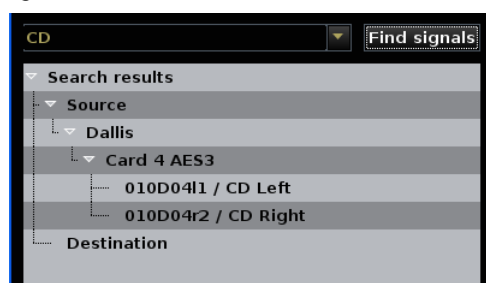 CD
Find signals
Search results
Source
Dallis
Card 4 AES3
010D04l1 / CD Left
010D04r2 / CD Right
Destination